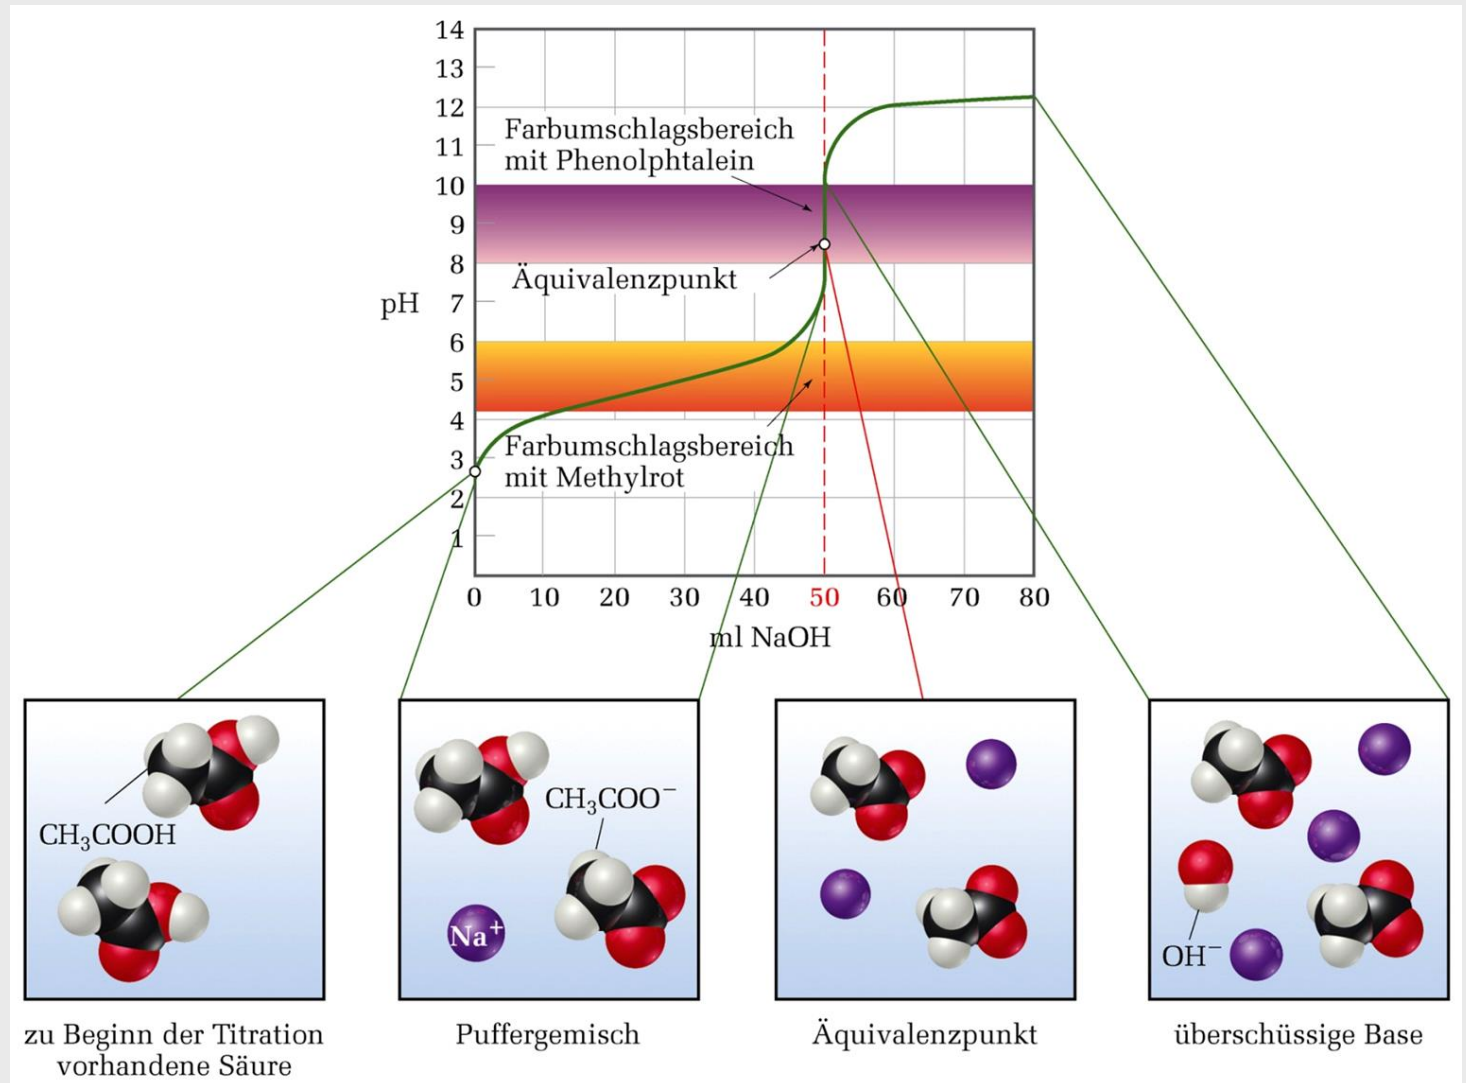 14
13
12
11
10
9
8
7
6
5
4
3
2
1
pH
Farbumschlagsbereich
mit Phenolphtalein
Äquivalenzpunkt
Farbumschlagsbereich
mit Methylrot
0 10 20 30 40 50 60 70 80
ml NaOH
CH₃COOH
CH₃COO⁻
Na⁺
OH⁻
zu Beginn der Titration
vorhandene Säure
Puffergemisch
Äquivalenzpunkt
überschüssige Base